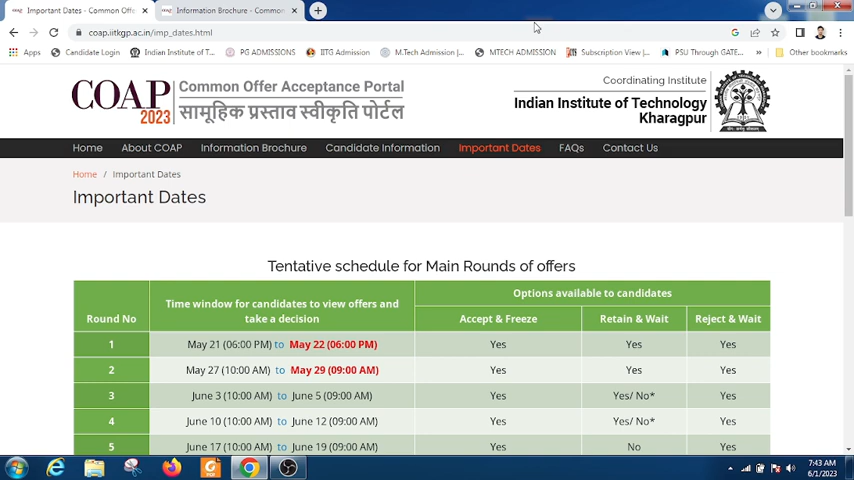 Important Dates - Common Offe
Information Brochure - Common
coap.iitkgp.ac.in/imp_dates.html
Apps
Candidate Login
Indian Institute of T...
PG ADMISSIONS
IITG Admission
M.Tech Admission |...
MTECH ADMISSION
Subscription View |...
PSU Through GATE...
Other bookmarks
COAP 2023
Common Offer Acceptance Portal
सामूहिक प्रस्ताव स्वीकृति पोर्टल
Coordinating Institute
Indian Institute of Technology
Kharagpur
Home About COAP Information Brochure Candidate Information Important Dates FAQs Contact Us
Home / Important Dates
Important Dates
Tentative schedule for Main Rounds of offers
Round No
Time window for candidates to view offers and
take a decision
Options available to candidates
Accept & Freeze Retain & Wait Reject & Wait
1 May 21 (06:00 PM) to May 22 (06:00 PM) Yes Yes Yes
2 May 27 (10:00 AM) to May 29 (09:00 AM) Yes Yes Yes
3 June 3 (10:00 AM) to June 5 (09:00 AM) Yes Yes/ No* Yes
4 June 10 (10:00 AM) to June 12 (09:00 AM) Yes Yes/ No* Yes
5 June 17 (10:00 AM) to June 19 (09:00 AM) Yes No Yes
7:43 AM
6/1/2023